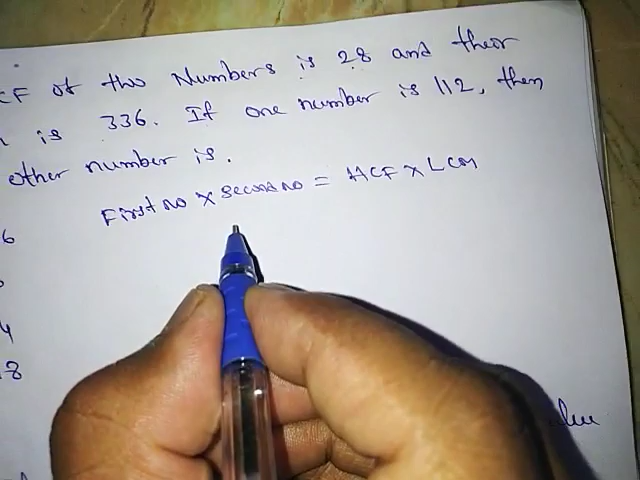 CF of two Numbers is 28 and their
is 336. If one number is 112, then
other number is.
First no x Second no = HCF x LCM
6
4
8